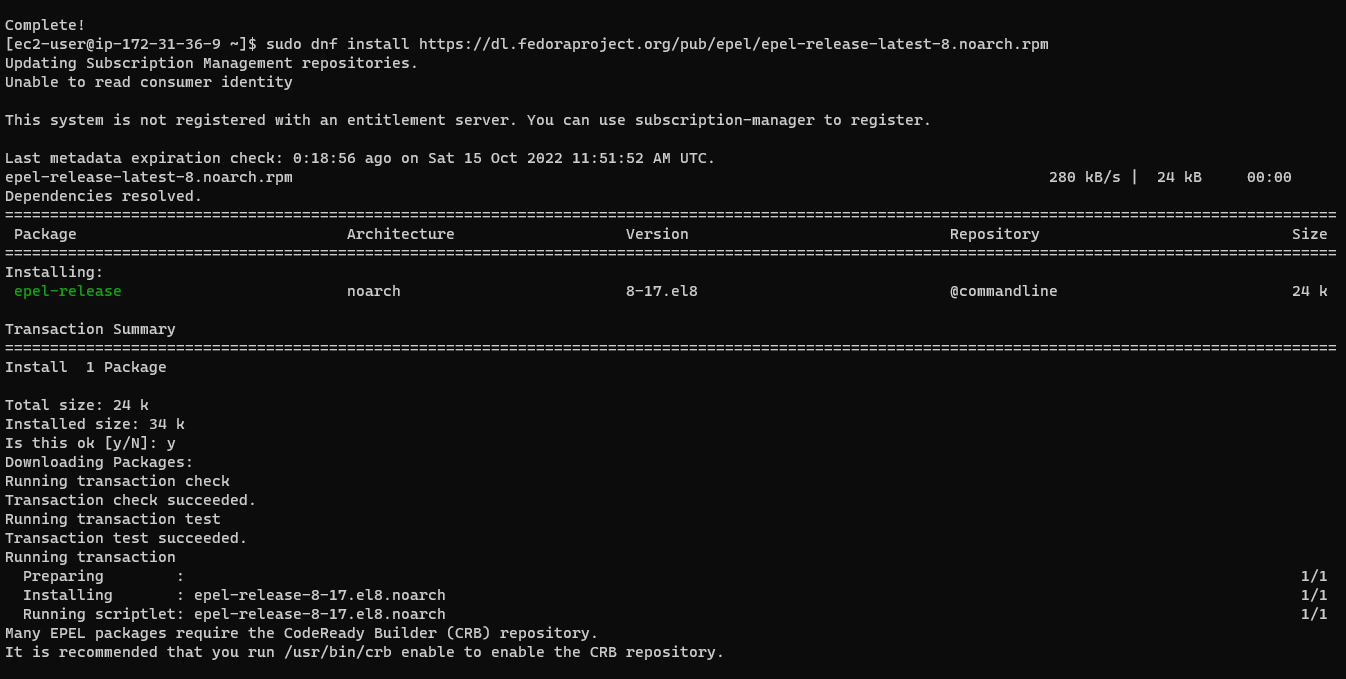 Complete!
[ec2-user@ip-172-31-36-9 ~]$ sudo dnf install https://dl.fedoraproject.org/pub/epel/epel-release-latest-8.noarch.rpm
Updating Subscription Management repositories.
Unable to read consumer identity
This system is not registered with an entitlement server. You can use subscription-manager to register.
Last metadata expiration check: 0:18:56 ago on Sat 15 Oct 2022 11:51:52 AM UTC.
epel-release-latest-8.noarch.rpm 280 kB/s | 24 kB 00:00
Dependencies resolved.
====================================================================================================================================================
Package Architecture Version Repository Size
====================================================================================================================================================
Installing:
epel-release noarch 8-17.el8 @commandline 24 k
Transaction Summary
====================================================================================================================================================
Install 1 Package
Total size: 24 k
Installed size: 34 k
Is this ok [y/N]: y
Downloading Packages:
Running transaction check
Transaction check succeeded.
Running transaction test
Transaction test succeeded.
Running transaction
Preparing : 1/1
Installing : epel-release-8-17.el8.noarch 1/1
Running scriptlet: epel-release-8-17.el8.noarch 1/1
Many EPEL packages require the CodeReady Builder (CRB) repository.
It is recommended that you run /usr/bin/crb enable to enable the CRB repository.